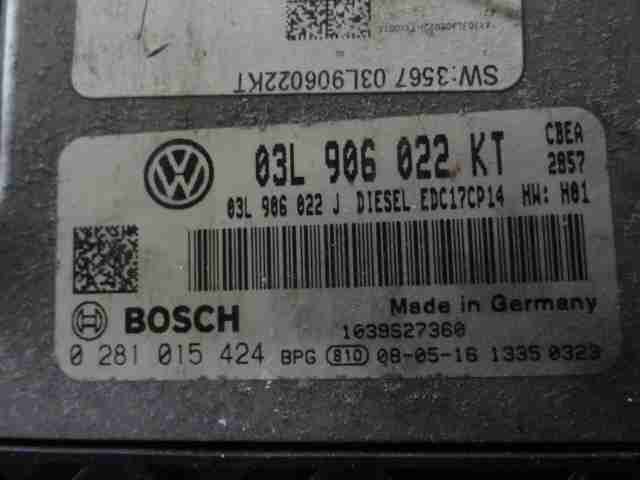 SW:3567 03L906022KT
03L 906 022 KT CBEA
2857
03L 906 022 J DIESEL EDC17CP14 HW: H01
BOSCH Made in Germany
1039S27360
0 281 015 424 BPG 810 08-05-16 1335 0323